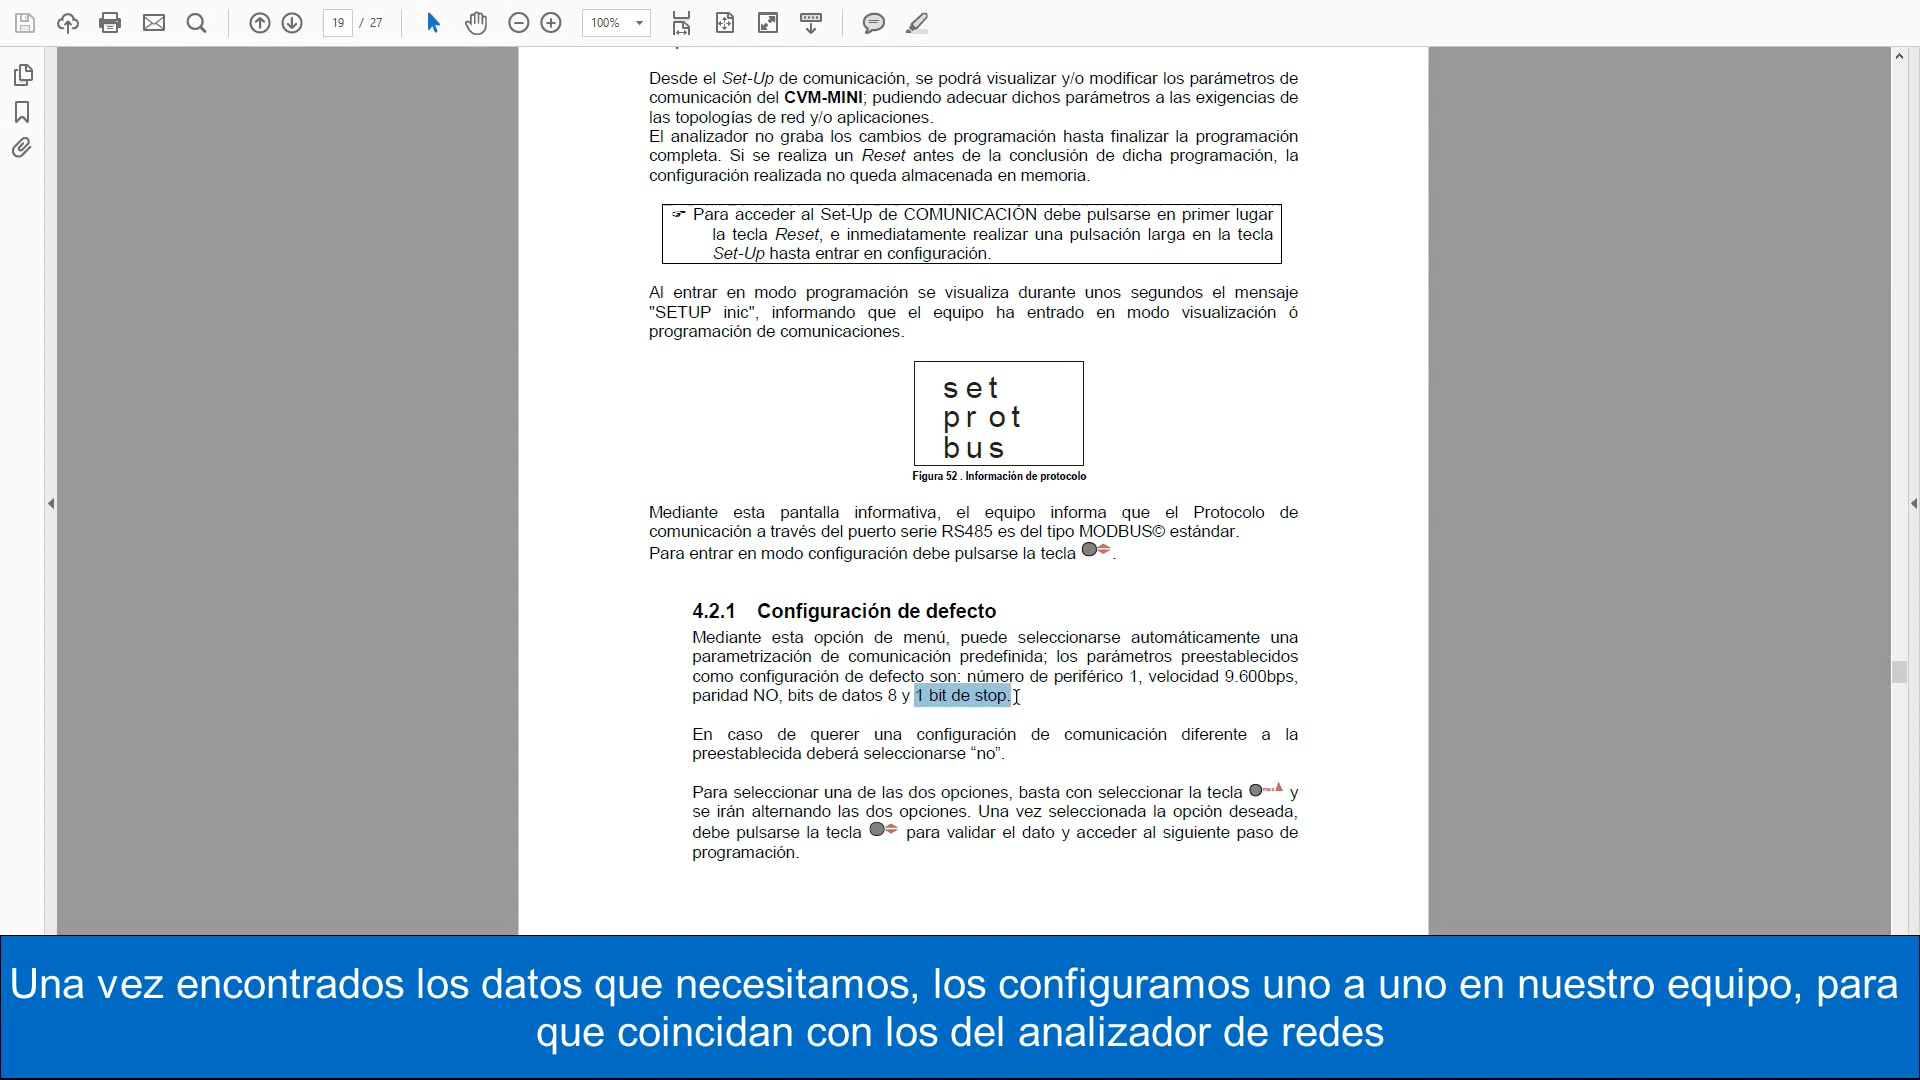 19 / 27
100%
Desde el Set-Up de comunicación, se podrá visualizar y/o modificar los parámetros de
comunicación del CVM-MINI; pudiendo adecuar dichos parámetros a las exigencias de
las topologías de red y/o aplicaciones.
El analizador no graba los cambios de programación hasta finalizar la programación
completa. Si se realiza un Reset antes de la conclusión de dicha programación, la
configuración realizada no queda almacenada en memoria.
☞ Para acceder al Set-Up de COMUNICACIÓN debe pulsarse en primer lugar
la tecla Reset, e inmediatamente realizar una pulsación larga en la tecla
Set-Up hasta entrar en configuración.
Al entrar en modo programación se visualiza durante unos segundos el mensaje
"SETUP inic", informando que el equipo ha entrado en modo visualización ó
programación de comunicaciones.
set
prot
bus
Figura 52 . Información de protocolo
Mediante esta pantalla informativa, el equipo informa que el Protocolo de
comunicación a través del puerto serie RS485 es del tipo MODBUS© estándar.
Para entrar en modo configuración debe pulsarse la tecla .
4.2.1 Configuración de defecto
Mediante esta opción de menú, puede seleccionarse automáticamente una
parametrización de comunicación predefinida; los parámetros preestablecidos
como configuración de defecto son: número de periférico 1, velocidad 9.600bps,
paridad NO, bits de datos 8 y 1 bit de stop.
En caso de querer una configuración de comunicación diferente a la
preestablecida deberá seleccionarse “no”.
Para seleccionar una de las dos opciones, basta con seleccionar la tecla max y
se irán alternando las dos opciones. Una vez seleccionada la opción deseada,
debe pulsarse la tecla para validar el dato y acceder al siguiente paso de
programación.
Una vez encontrados los datos que necesitamos, los configuramos uno a uno en nuestro equipo, para
que coincidan con los del analizador de redes